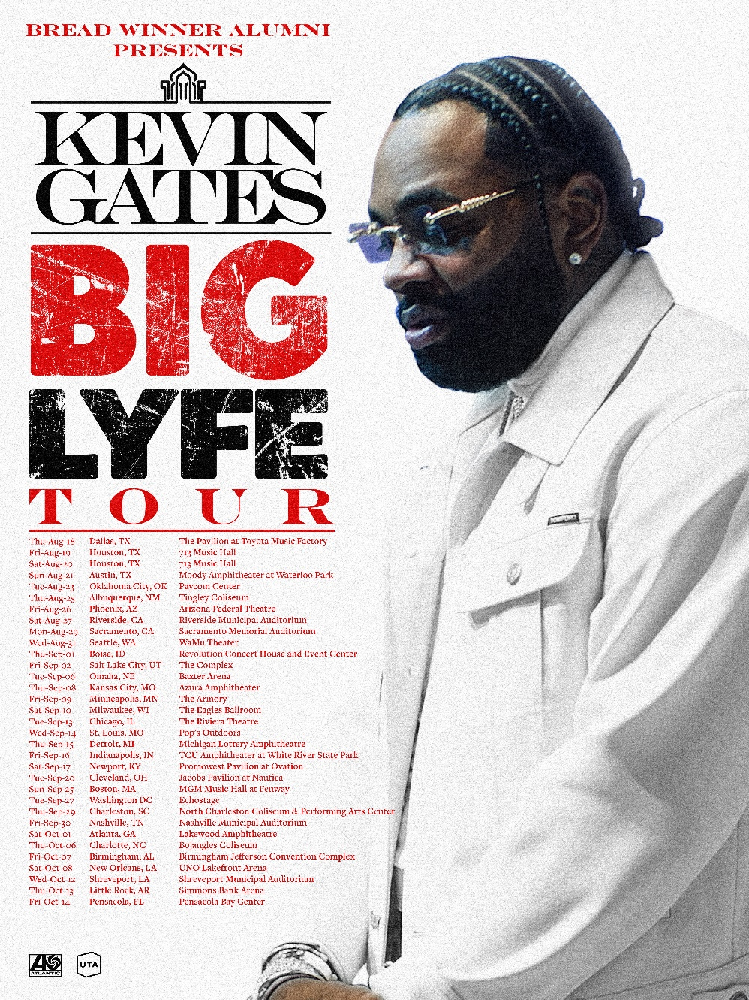 BREAD WINNER ALUMNI
PRESENTS
KEVIN
GATES
BIG
LYFE
TOUR
Thu-Aug-18 Dallas, TX The Pavilion at Toyota Music Factory
Fri-Aug-19 Houston, TX 713 Music Hall
Sat-Aug-20 Houston, TX 713 Music Hall
Sun-Aug-21 Austin, TX Moody Amphitheater at Waterloo Park
Tue-Aug-23 Oklahoma City, OK Paycom Center
Thu-Aug-25 Albuquerque, NM Tingley Coliseum
Fri-Aug-26 Phoenix, AZ Arizona Federal Theatre
Sat-Aug-27 Riverside, CA Riverside Municipal Auditorium
Mon-Aug-29 Sacramento, CA Sacramento Memorial Auditorium
Wed-Aug-31 Seattle, WA WaMu Theater
Thu-Sep-01 Boise, ID Revolution Concert House and Event Center
Fri-Sep-02 Salt Lake City, UT The Complex
Tue-Sep-06 Omaha, NE Baxter Arena
Thu-Sep-08 Kansas City, MO Azura Amphitheater
Fri-Sep-09 Minneapolis, MN The Armory
Sat-Sep-10 Milwaukee, WI The Eagles Ballroom
Tue-Sep-13 Chicago, IL The Riviera Theatre
Wed-Sep-14 St. Louis, MO Pop's Outdoors
Thu-Sep-15 Detroit, MI Michigan Lottery Amphitheatre
Fri-Sep-16 Indianapolis, IN TCU Amphitheater at White River State Park
Sat-Sep-17 Newport, KY Promowest Pavilion at Ovation
Tue-Sep-20 Cleveland, OH Jacobs Pavilion at Nautica
Sun-Sep-25 Boston, MA MGM Music Hall at Fenway
Tue-Sep-27 Washington DC Echostage
Thu-Sep-29 Charleston, SC North Charleston Coliseum & Performing Arts Center
Fri-Sep-30 Nashville, TN Nashville Municipal Auditorium
Sat-Oct-01 Atlanta, GA Lakewood Amphitheatre
Thu-Oct-06 Charlotte, NC Bojangles Coliseum
Fri-Oct-07 Birmingham, AL Birmingham Jefferson Convention Complex
Sat-Oct-08 New Orleans, LA UNO Lakefront Arena
Wed-Oct-12 Shreveport, LA Shreveport Municipal Auditorium
Thu-Oct-13 Little Rock, AR Simmons Bank Arena
Fri-Oct-14 Pensacola, FL Pensacola Bay Center
ATLANTIC
UTA